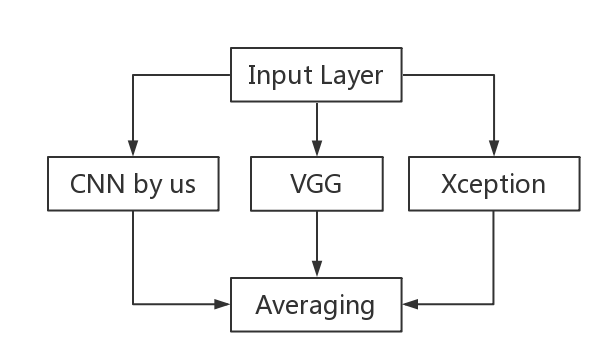 Input Layer
CNN by us
VGG
Xception
Averaging